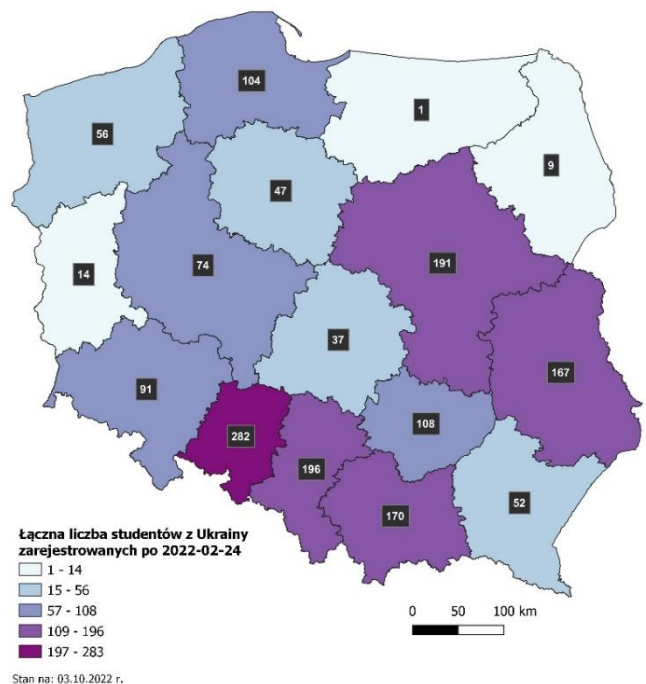 104
1
56
9
47
74
191
14
37
167
91
108
282
196
170
52
Łączna liczba studentów z Ukrainy
zarejestrowanych po 2022-02-24
1 - 14
15 - 56
57 - 108
109 - 196
197 - 283
0 50 100 km
Stan na: 03.10.2022 r.